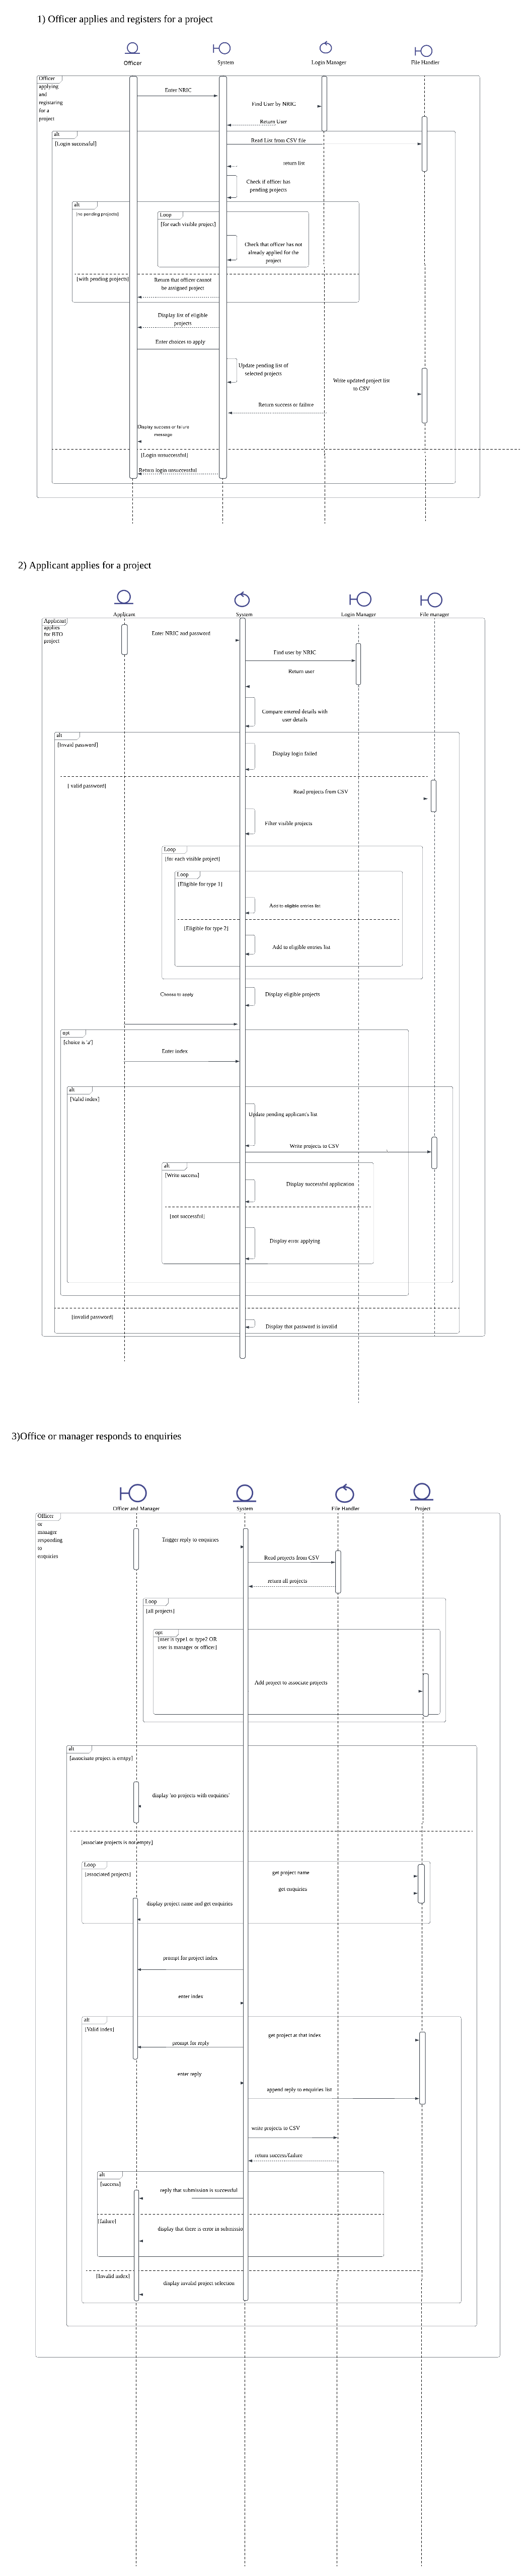 1) Officer applies and registers for a project
Officer
System
Login Manager
File Handler
Officer
applying
and
registering
for a
project
Enter NRIC
Find User by NRIC
Return User
alt
[Login successful]
Read List from CSV file
return list
Check if officer has
pending projects
alt
[no pending projects]
Loop
[for each visible project]
Check that officer has not
already applied for the
project
[with pending projects]
Return that officer cannot
be assigned project
Display list of eligible
projects
Enter choices to apply
Update pending list of
selected projects
Write updated project list
to CSV
Return success or failure
Display success or failure
message
[Login unsuccessful]
Return login unsuccessful
2) Applicant applies for a project
Applicant
System
Login Manager
File manager
Applicant
applies
for BTO
project
Enter NRIC and password
Find user by NRIC
Return user
Compare entered details with
user details
alt
[Invaid password]
Display login failed
[ valid password]
Read projects from CSV
Filter visible projects
Loop
[for each visible project]
Loop
[Eligible for type 1]
Add to eligible entries list
[Eligible for type 2]
Add to eligible entries list
Choose to apply
Display eligible projects
opt
[choice is 'a']
Enter index
alt
[Valid index]
Update pending applicant's list
Write projects to CSV
alt
[Write success]
Display successful application
[not successful]
Display error applying
[invalid password]
Display that password is invalid
3)Office or manager responds to enquiries
Officer and Manager
System
File Handler
Project
Officer
or
manager
responding
to
enquiries
Trigger reply to enquiries
Read projects from CSV
return all projects
Loop
[all projects]
opt
[user is type1 or type2 OR
user is manager or officer]
Add project to associate projects
alt
[associate project is emtpy]
display 'no projects with enquiries'
[associate projects is not empty]
Loop
[associated projects]
get project name
get enquiries
display project name and get enquiries
prompt for project index
enter index
alt
[Valid index]
get project at that index
prompt for reply
enter reply
append reply to enquiries list
write projects to CSV
return success/failure
alt
[success]
reply that submission is successful
[failure]
display that there is error in submissio
[Invalid index]
display invalid project selection